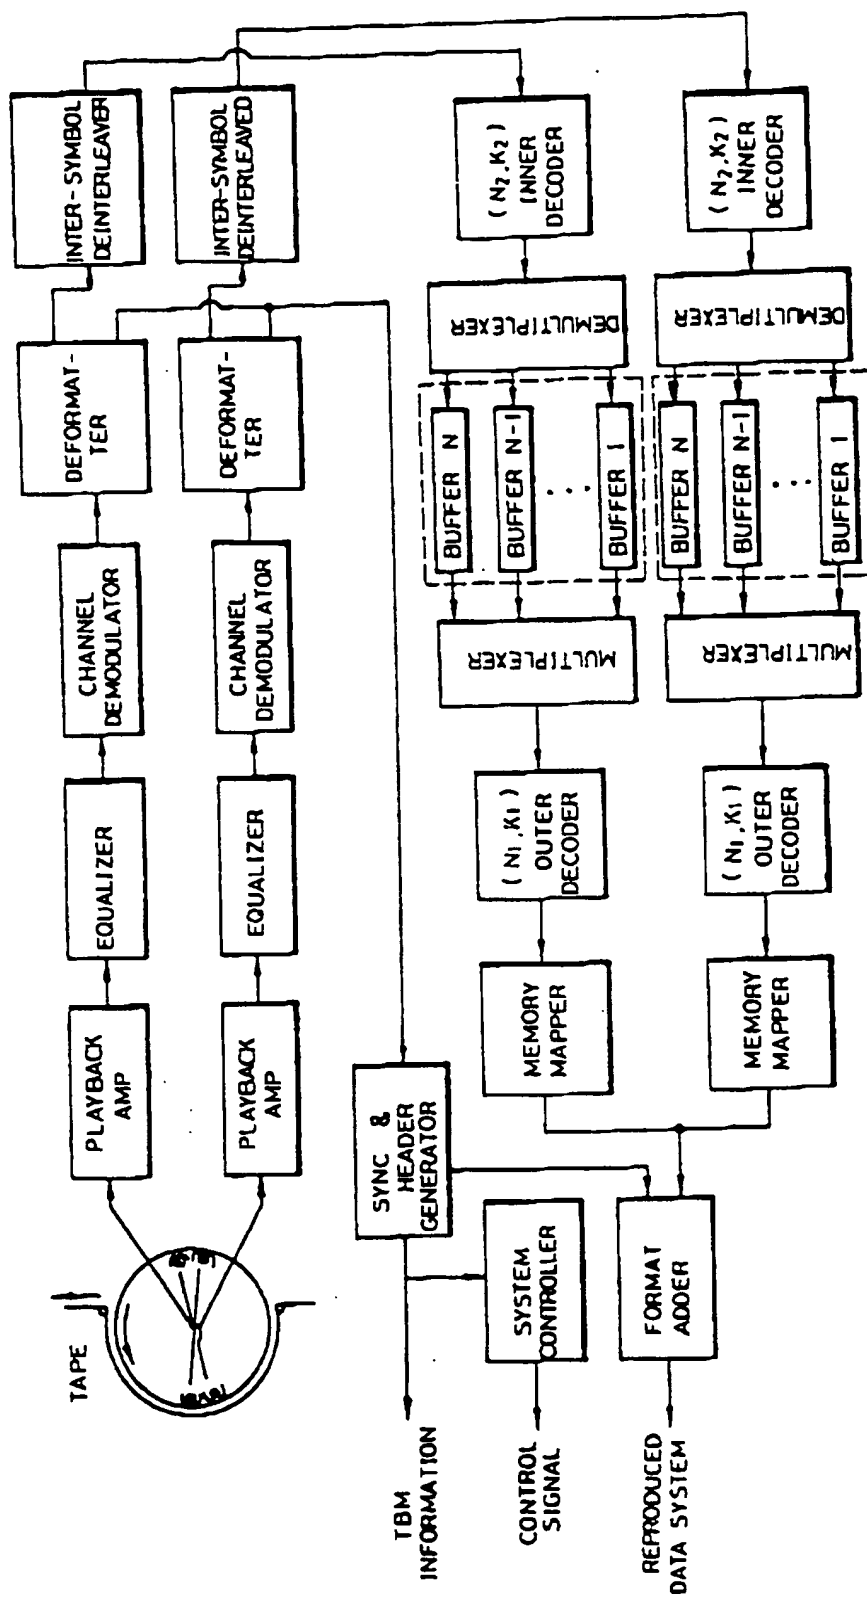 TAPE
PLAYBACK
AMP
EQUALIZER
CHANNEL
DEMODULATOR
DEFORMAT-
TER
INTER-SYMBOL
DEINTERLEAVER
PLAYBACK
AMP
EQUALIZER
CHANNEL
DEMODULATOR
DEFORMAT-
TER
INTER-SYMBOL
DEINTERLEAVED
TBM
INFORMATION
SYNC &
HEADER
GENERATOR
CONTROL
SIGNAL
SYSTEM
CONTROLLER
REPRODUCED
DATA SYSTEM
FORMAT
ADDER
MEMORY
MAPPER
(N1,K1)
OUTER
DECODER
MULTIPLEXER
BUFFER N
BUFFER N-1
...
BUFFER 1
DEMULTIPLEXER
(N2,K2)
INNER
DECODER
MEMORY
MAPPER
(N1,K1)
OUTER
DECODER
MULTIPLEXER
BUFFER N
BUFFER N-1
...
BUFFER 1
DEMULTIPLEXER
(N2,K2)
INNER
DECODER